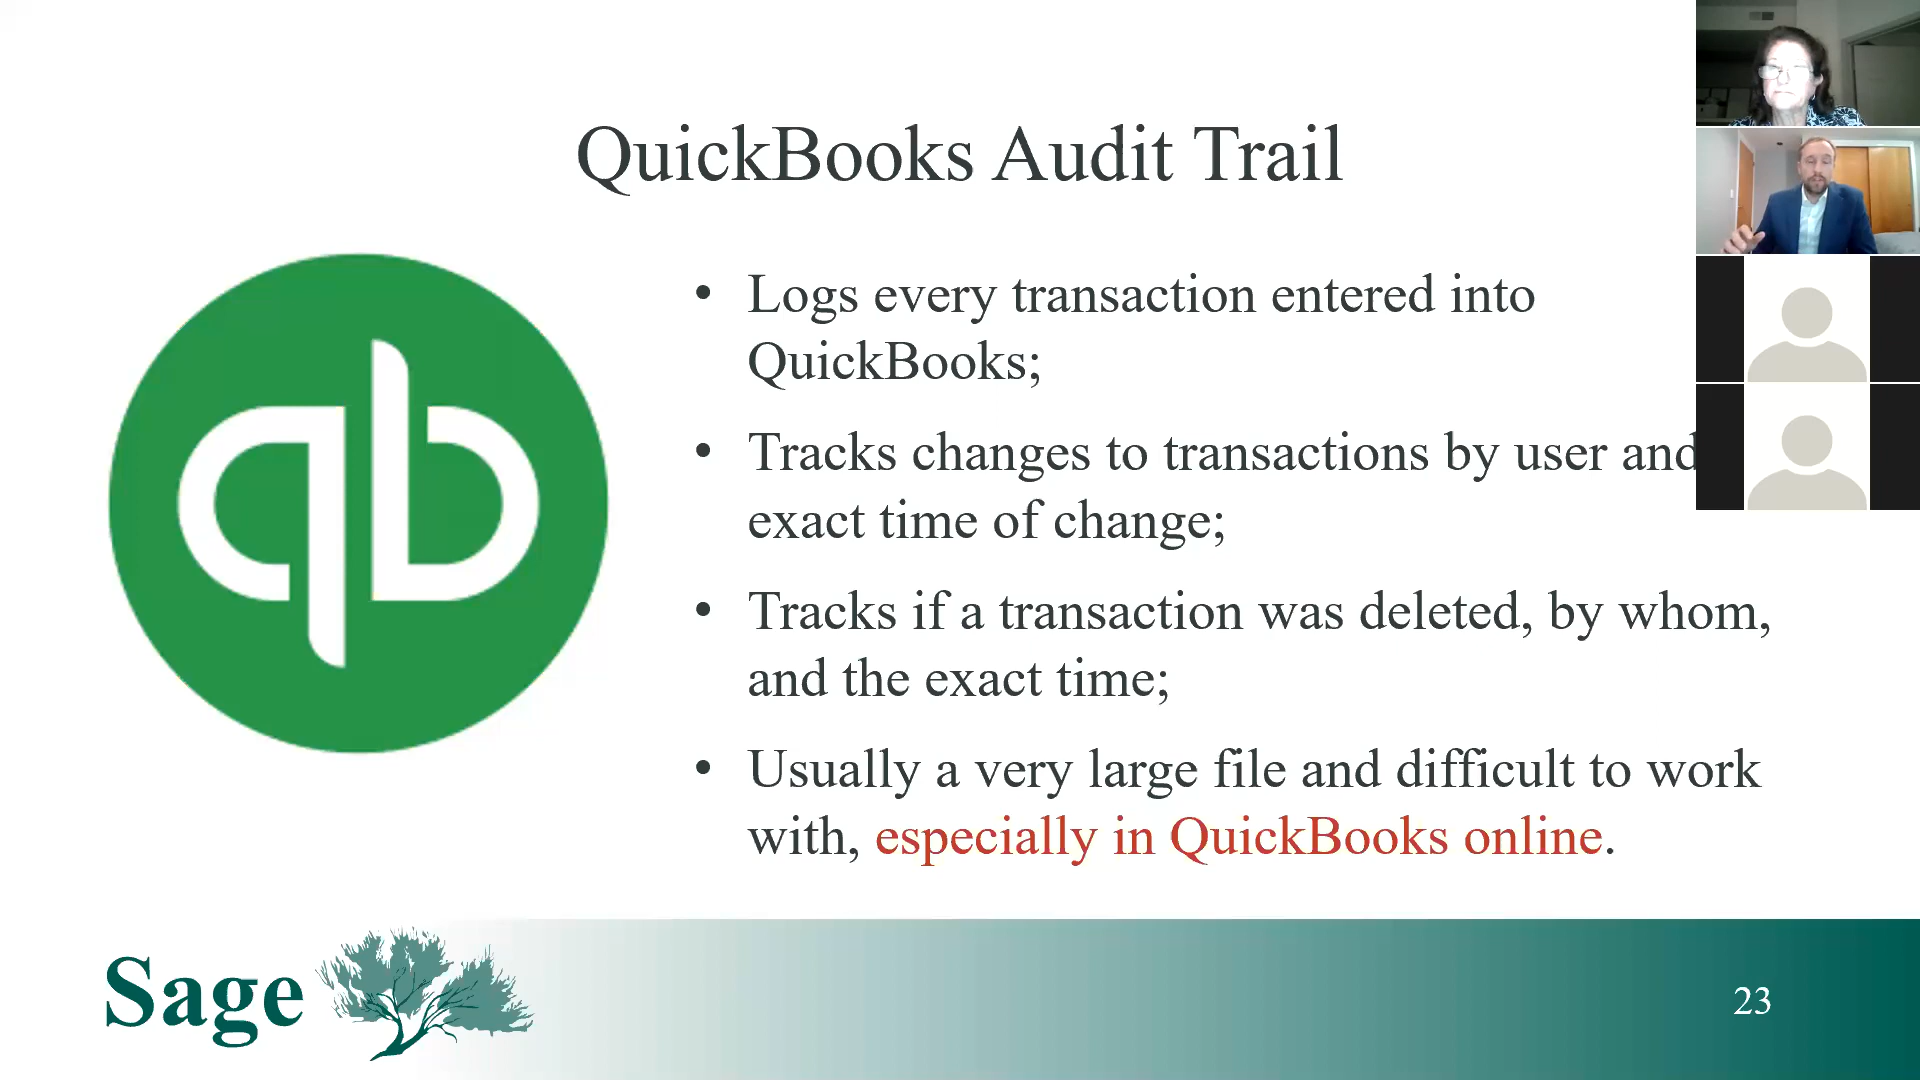 QuickBooks Audit Trail
• Logs every transaction entered into
QuickBooks;
• Tracks changes to transactions by user and
exact time of change;
• Tracks if a transaction was deleted, by whom,
and the exact time;
• Usually a very large file and difficult to work
with, especially in QuickBooks online.
qb
Sage
23